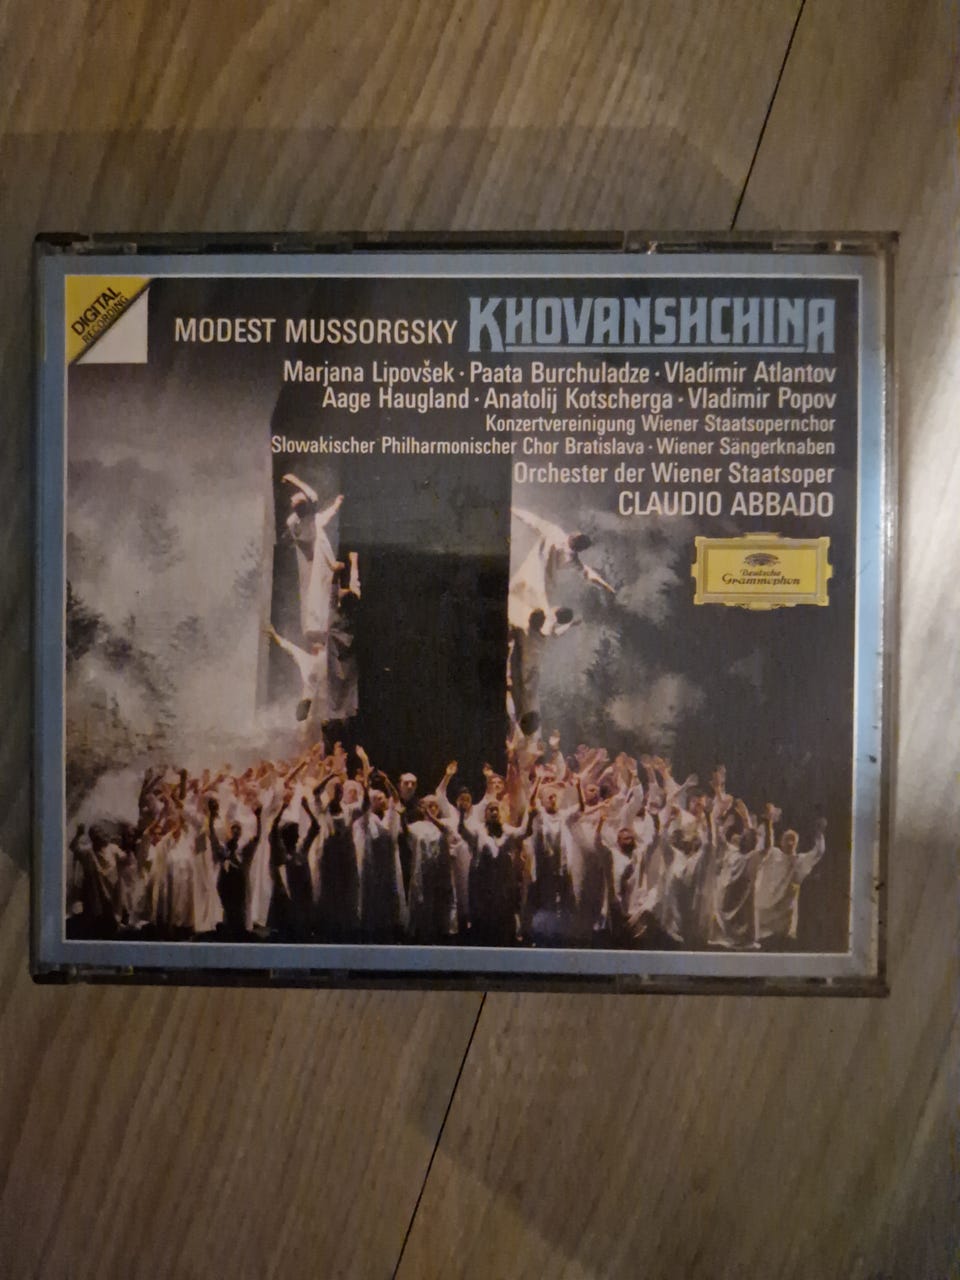 DIGITAL
RECORDING
MODEST MUSSORGSKY KHOVANSHCHINA
Marjana Lipovšek · Paata Burchuladze · Vladimir Atlantov
Aage Haugland · Anatolij Kotscherga · Vladimir Popov
Konzertvereinigung Wiener Staatsopernchor
Slowakischer Philharmonischer Chor Bratislava · Wiener Sängerknaben
Orchester der Wiener Staatsoper
CLAUDIO ABBADO
Deutsche
Grammophon